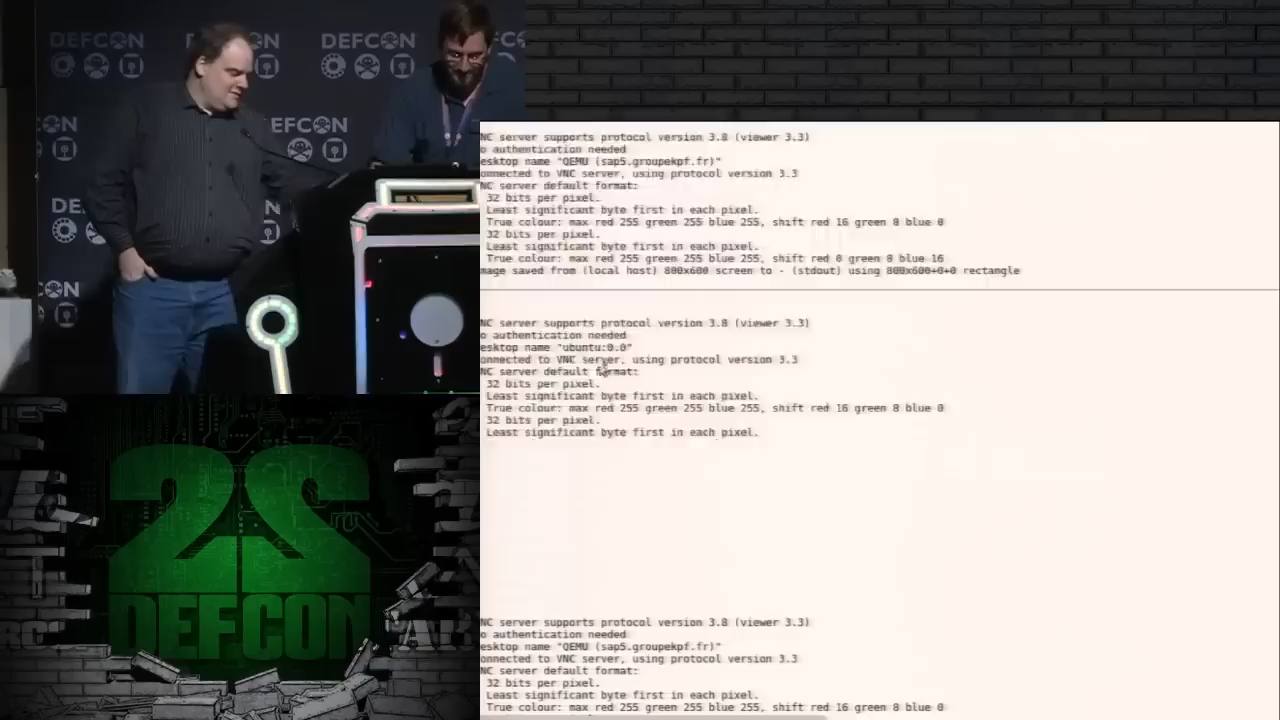 DEFCON
DEFCON
DEFCON
EFCON
DE
CON
NC server supports protocol version 3.8 (viewer 3.3)
o authentication needed
esktop name "QEMU (sap5.groupekpf.fr)"
onnected to VNC server, using protocol version 3.3
NC server default format:
32 bits per pixel.
Least significant byte first in each pixel.
True colour: max red 255 green 255 blue 255, shift red 16 green 8 blue 0
32 bits per pixel.
Least significant byte first in each pixel.
True colour: max red 255 green 255 blue 255, shift red 0 green 8 blue 16
mage saved from (local host) 800x600 screen to - (stdout) using 800x600+0+0 rectangle
NC server supports protocol version 3.8 (viewer 3.3)
o authentication needed
esktop name "ubuntu:0.0"
onnected to VNC server, using protocol version 3.3
NC server default format:
32 bits per pixel.
Least significant byte first in each pixel.
True colour: max red 255 green 255 blue 255, shift red 16 green 8 blue 0
32 bits per pixel.
Least significant byte first in each pixel.
NC server supports protocol version 3.8 (viewer 3.3)
o authentication needed
esktop name "QEMU (sap5.groupekpf.fr)"
onnected to VNC server, using protocol version 3.3
NC server default format:
32 bits per pixel.
Least significant byte first in each pixel.
True colour: max red 255 green 255 blue 255, shift red 16 green 8 blue 0
22
DEFCON